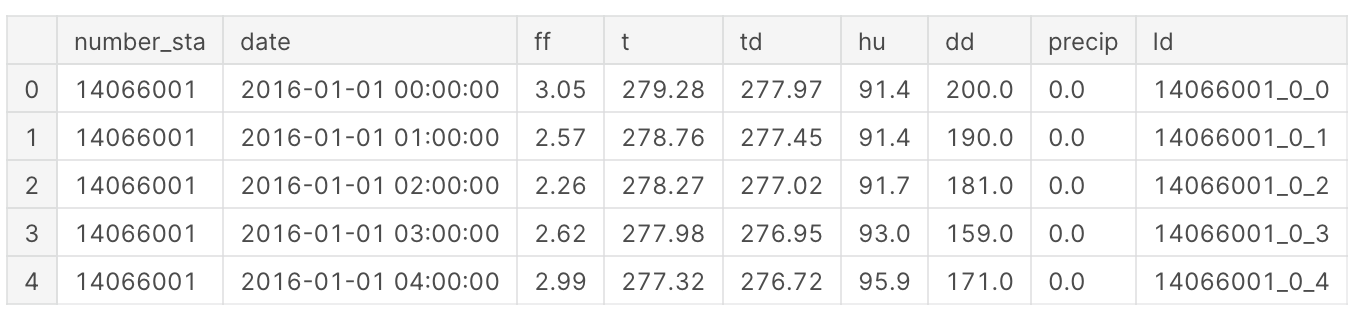 number_sta date ff t td hu dd precip Id
0 14066001 2016-01-01 00:00:00 3.05 279.28 277.97 91.4 200.0 0.0 14066001_0_0
1 14066001 2016-01-01 01:00:00 2.57 278.76 277.45 91.4 190.0 0.0 14066001_0_1
2 14066001 2016-01-01 02:00:00 2.26 278.27 277.02 91.7 181.0 0.0 14066001_0_2
3 14066001 2016-01-01 03:00:00 2.62 277.98 276.95 93.0 159.0 0.0 14066001_0_3
4 14066001 2016-01-01 04:00:00 2.99 277.32 276.72 95.9 171.0 0.0 14066001_0_4